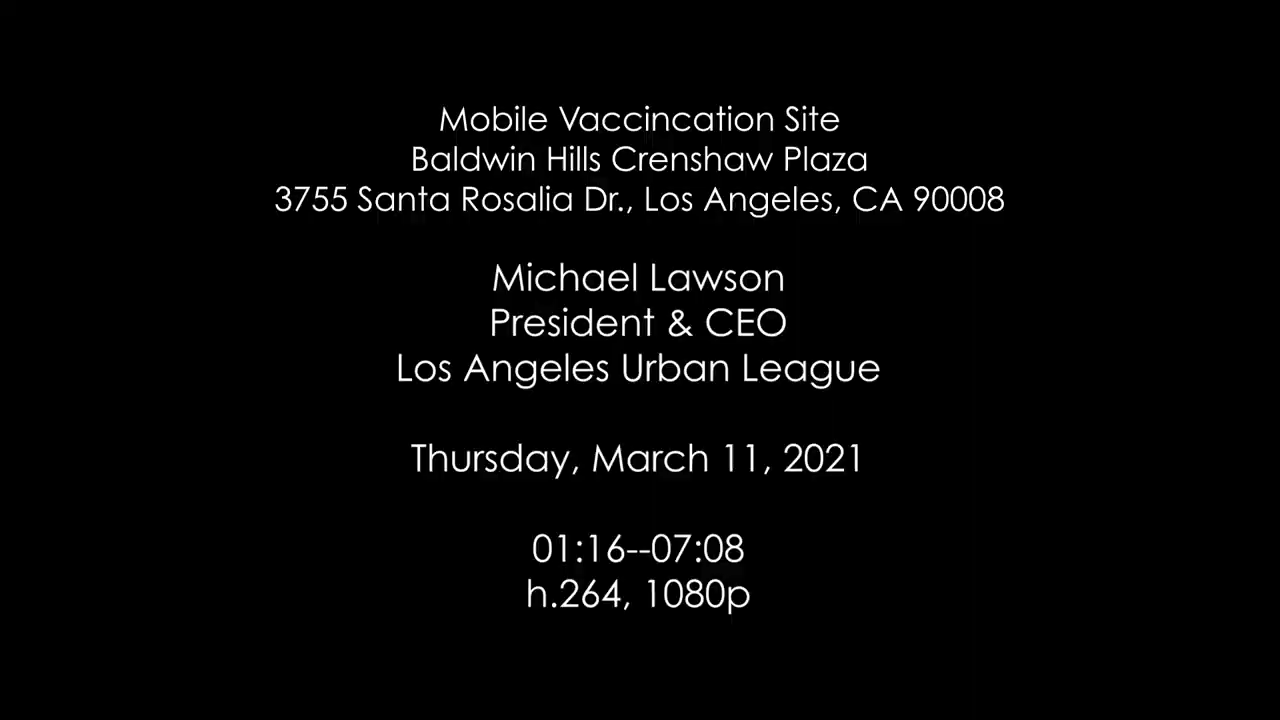 Mobile Vaccincation Site
Baldwin Hills Crenshaw Plaza
3755 Santa Rosalia Dr., Los Angeles, CA 90008
Michael Lawson
President & CEO
Los Angeles Urban League
Thursday, March 11, 2021
01:16--07:08
h.264, 1080p